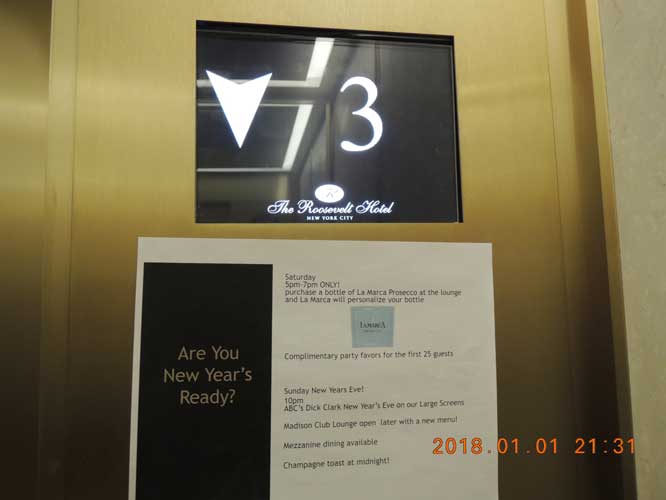 3
R
The Roosevelt Hotel
NEW YORK CITY
Are You
New Year's
Ready?
Saturday
5pm-7pm ONLY!
purchase a bottle of La Marca Prosecco at the lounge
and La Marca will personalize your bottle
LAMARCA
Complimentary party favors for the first 25 guests
Sunday New Years Eve!
10pm
ABC's Dick Clark New Year's Eve on our Large Screens
Madison Club Lounge open later with a new menu!
Mezzanine dining available
Champagne toast at midnight!
2018.01.01 21:31